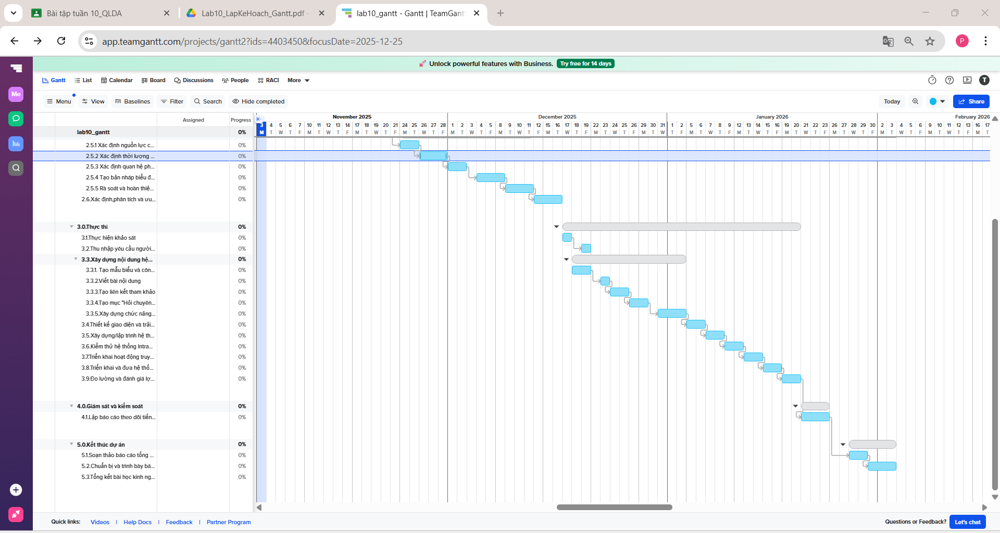 Bài tập tuần 10_QLDA
Lab10_LapKeHoach_Gantt.pdf -
lab10_gantt - Gantt | TeamGant
app.teamgantt.com/projects/gantt2?ids=4403450&focusDate=2025-12-25
P
🚀 Unlock powerful features with Business. Try free for 14 days
Me
Gantt List Calendar Board Discussions People RACI More
T
Menu View Baselines Filter Search Hide completed
Today Share
Assigned Progress
November 2025 December 2025 January 2026 February 2026
3 4 5 6 7 10 11 12 13 14 17 18 19 20 21 24 25 26 27 28 1 2 3 4 5 8 9 10 11 12 15 16 17 18 19 22 23 24 25 26 29 30 31 1 2 5 6 7 8 9 12 13 14 15 16 19 20 21 22 23 26 27 28 29 30 2 3 4 5 6 9 10 11 12 13 16 17
M T W T F M T W T F M T W T F M T W T F M T W T F M T W T F M T W T F M T W T F M T W T F M T W T F M T W T F M T W T F M T W T F M T W T F M T W T F M T
lab10_gantt 0%
2.5.1 Xác định nguồn lực c... 0%
2.5.2 Xác định thời lượng ... 0%
2.5.3 Xác định quan hệ ph... 0%
2.5.4 Tạo bản nháp biểu đ... 0%
2.5.5 Rà soát và hoàn thiệ... 0%
2.6.Xác định,phân tích và ưu... 0%
3.0.Thực thi 0%
3.1.Thực hiện khảo sát 0%
3.2.Thu nhập yêu cầu người... 0%
3.3.Xây dựng nội dung hệ... 0%
3.3.1. Tạo mẫu biểu và côn... 0%
3.3.2.Viết bài nội dung 0%
3.3.3.Tạo liên kết tham khảo 0%
3.3.4.Tạo mục "Hỏi chuyên... 0%
3.3.5.Xây dựng chức năng... 0%
3.4.Thiết kế giao diện và trải... 0%
3.5.Xây dựng/lập trình hệ th... 0%
3.6.Kiểm thử hệ thống Intra... 0%
3.7.Triển khai hoạt động truy... 0%
3.8.Triển khai và đưa hệ thố... 0%
3.9.Đo lường và đánh giá lợ... 0%
4.0.Giám sát và kiểm soát 0%
4.1.Lập báo cáo theo dõi tiến... 0%
5.0.Kết thúc dự án 0%
5.1.Soạn thảo báo cáo tổng ... 0%
5.2.Chuẩn bị và trình bày bá... 0%
5.3.Tổng kết bài học kinh ng... 0%
Quick links: Videos | Help Docs | Feedback | Partner Program
Questions or Feedback? Let's chat